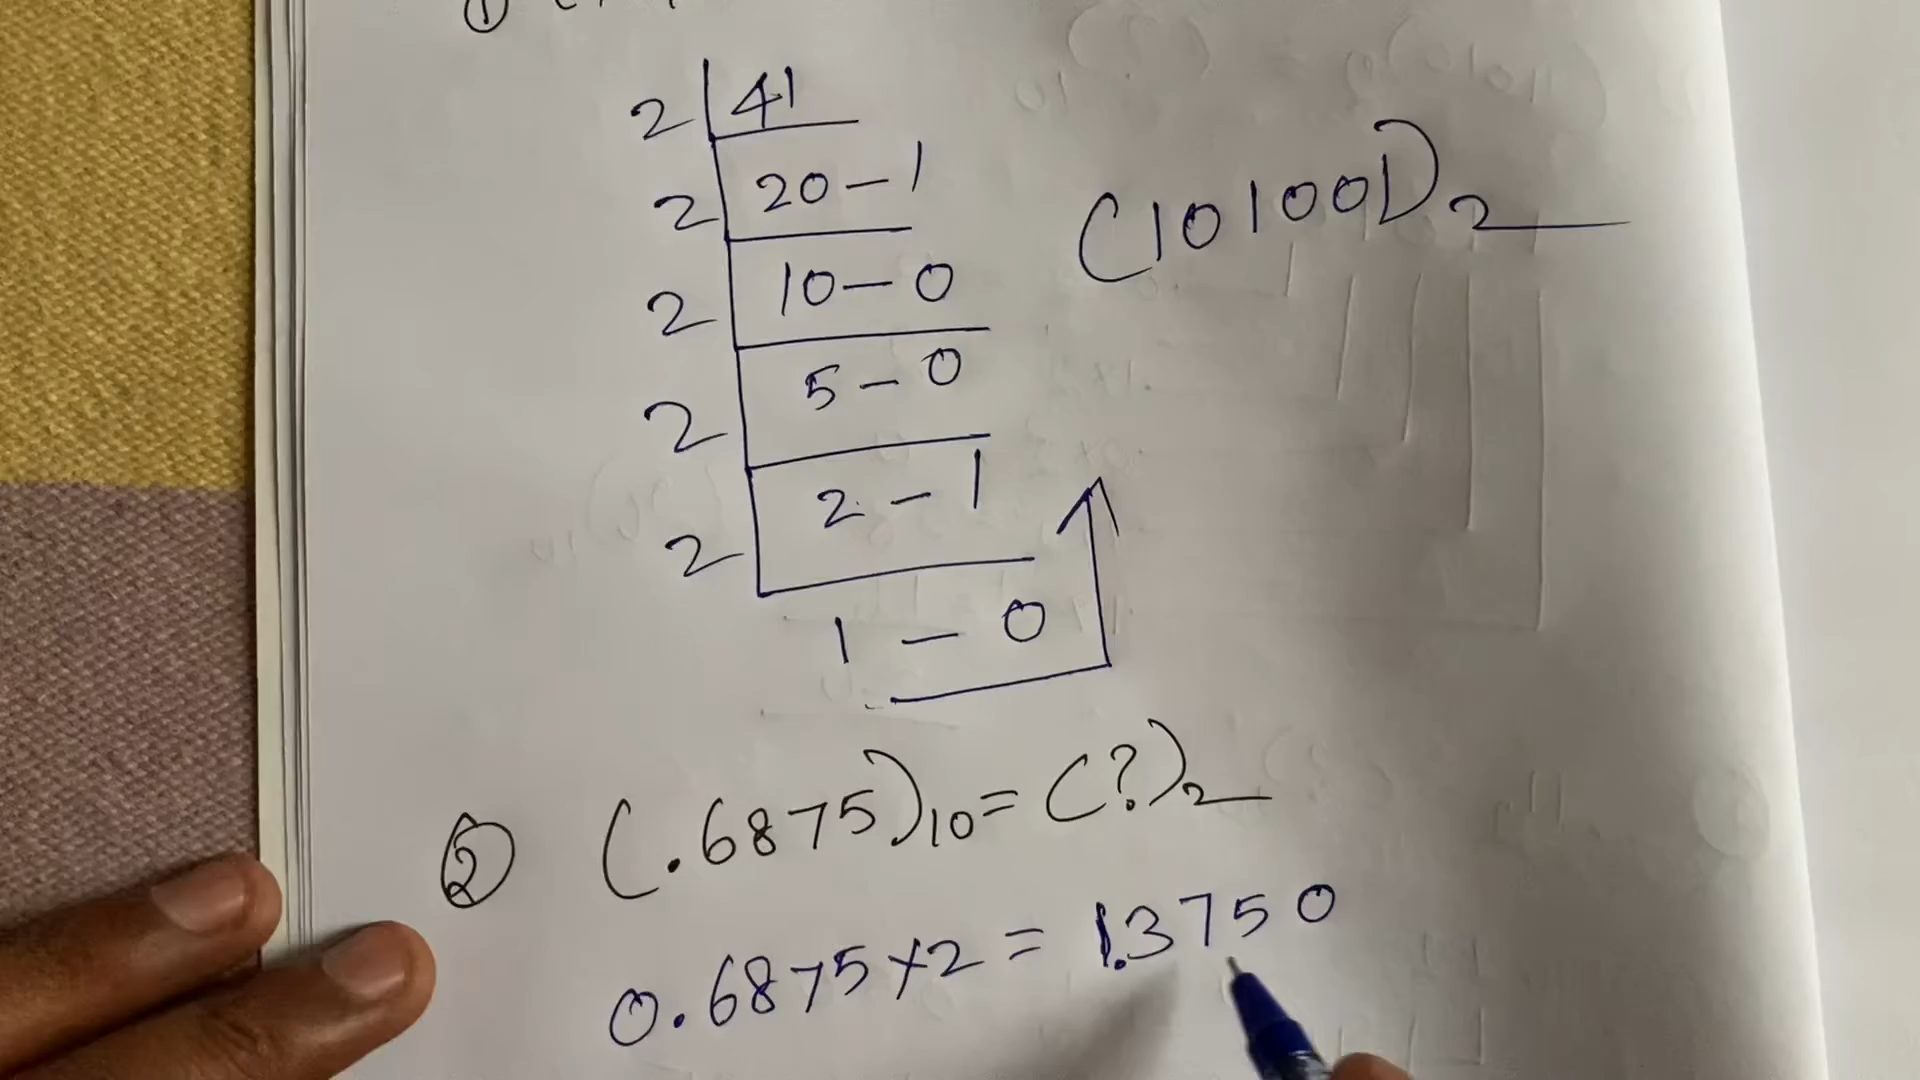 ①
2 | 41
2 | 20 - 1
(101001)2
2 | 10 - 0
2 | 5 - 0
2 | 2 - 1
1 - 0
② (.6875)10 = (?)2
0.6875 × 2 = 1.3750